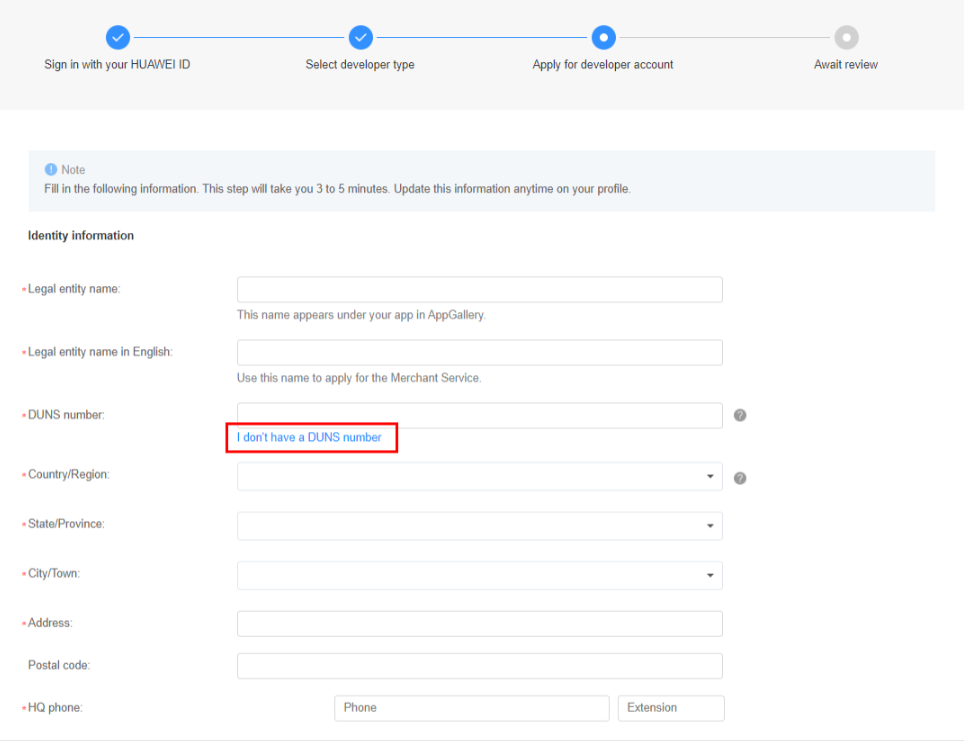 Sign in with your HUAWEI ID
Select developer type
Apply for developer account
Await review
! Note
Fill in the following information. This step will take you 3 to 5 minutes. Update this information anytime on your profile.
Identity information
* Legal entity name:
This name appears under your app in AppGallery.
* Legal entity name in English:
Use this name to apply for the Merchant Service.
* DUNS number: ?
I don't have a DUNS number
* Country/Region: ?
* State/Province:
* City/Town:
* Address:
Postal code:
* HQ phone: Phone Extension